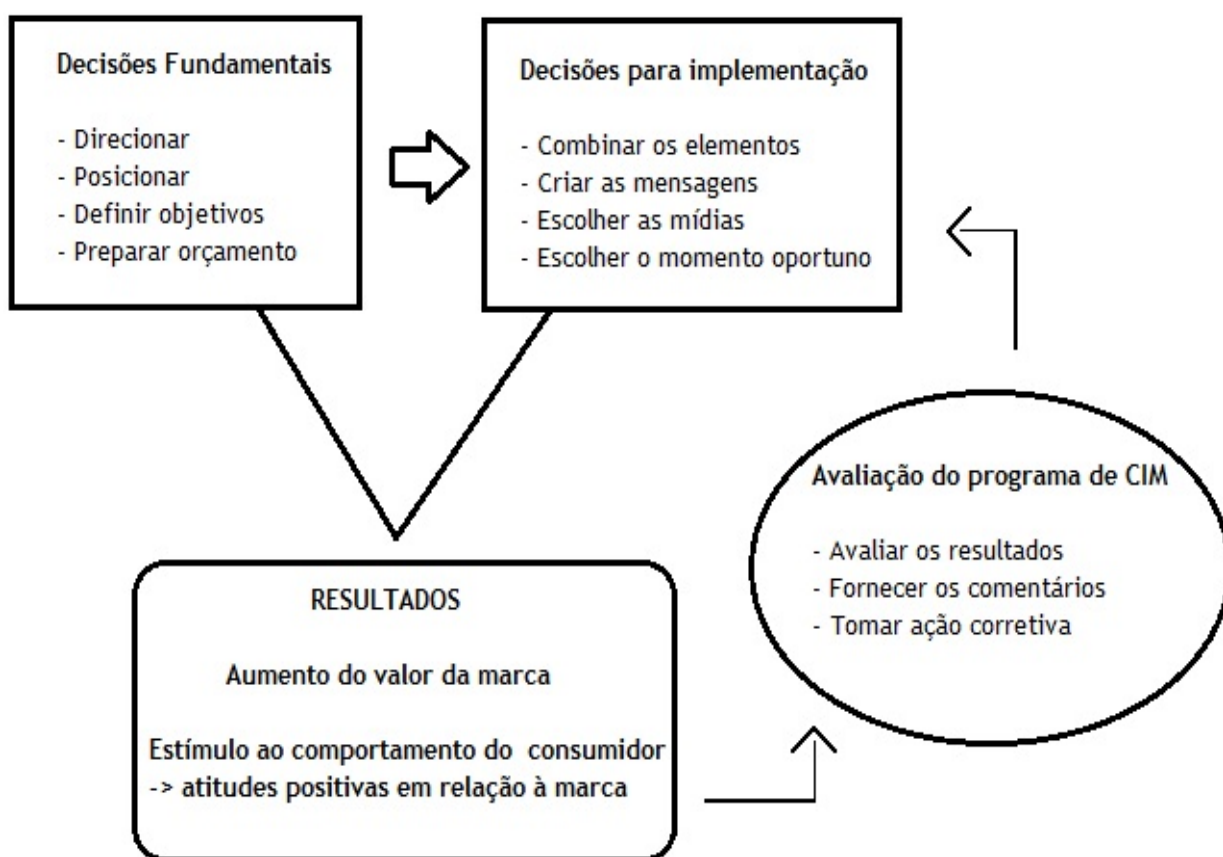 Decisões Fundamentais
- Direcionar
- Posicionar
- Definir objetivos
- Preparar orçamento
Decisões para implementação
- Combinar os elementos
- Criar as mensagens
- Escolher as mídias
- Escolher o momento oportuno
Avaliação do programa de CIM
- Avaliar os resultados
- Fornecer os comentários
- Tomar ação corretiva
RESULTADOS
Aumento do valor da marca
Estímulo ao comportamento do consumidor
-> atitudes positivas em relação à marca